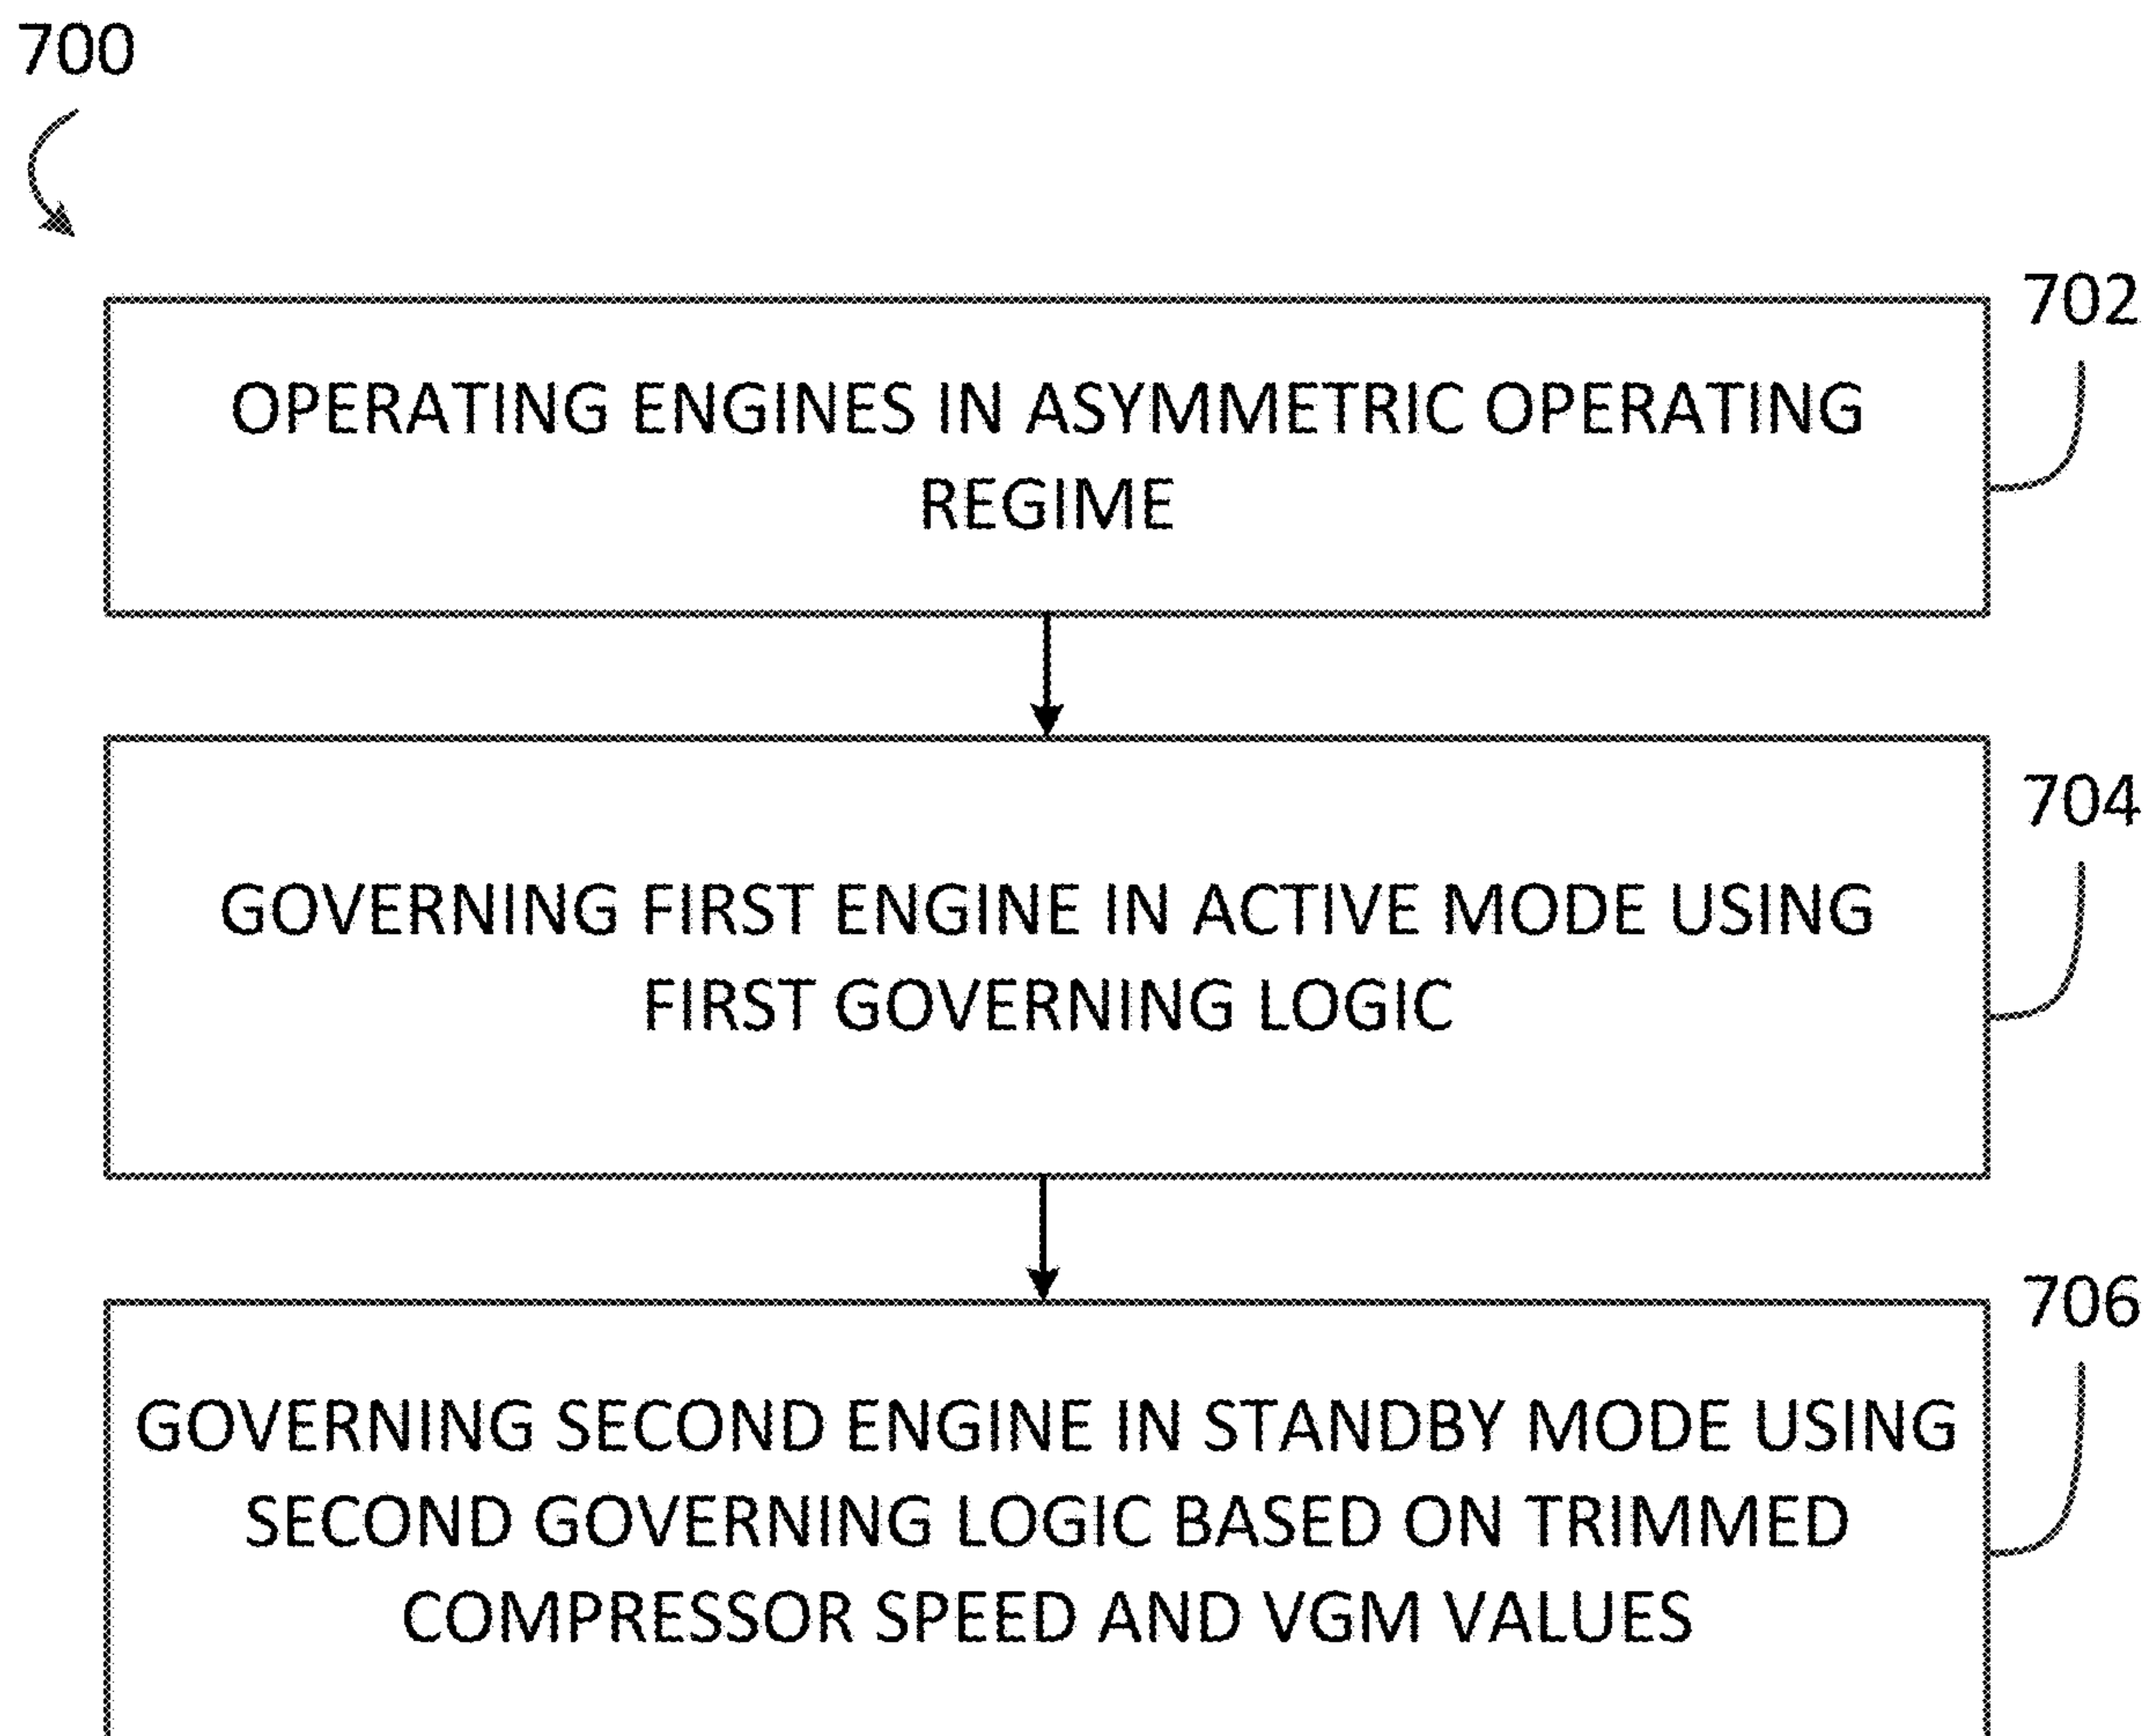 700
702
OPERATING ENGINES IN ASYMMETRIC OPERATING
REGIME
704
GOVERNING FIRST ENGINE IN ACTIVE MODE USING
FIRST GOVERNING LOGIC
706
GOVERNING SECOND ENGINE IN STANDBY MODE USING
SECOND GOVERNING LOGIC BASED ON TRIMMED
COMPRESSOR SPEED AND VGM VALUES